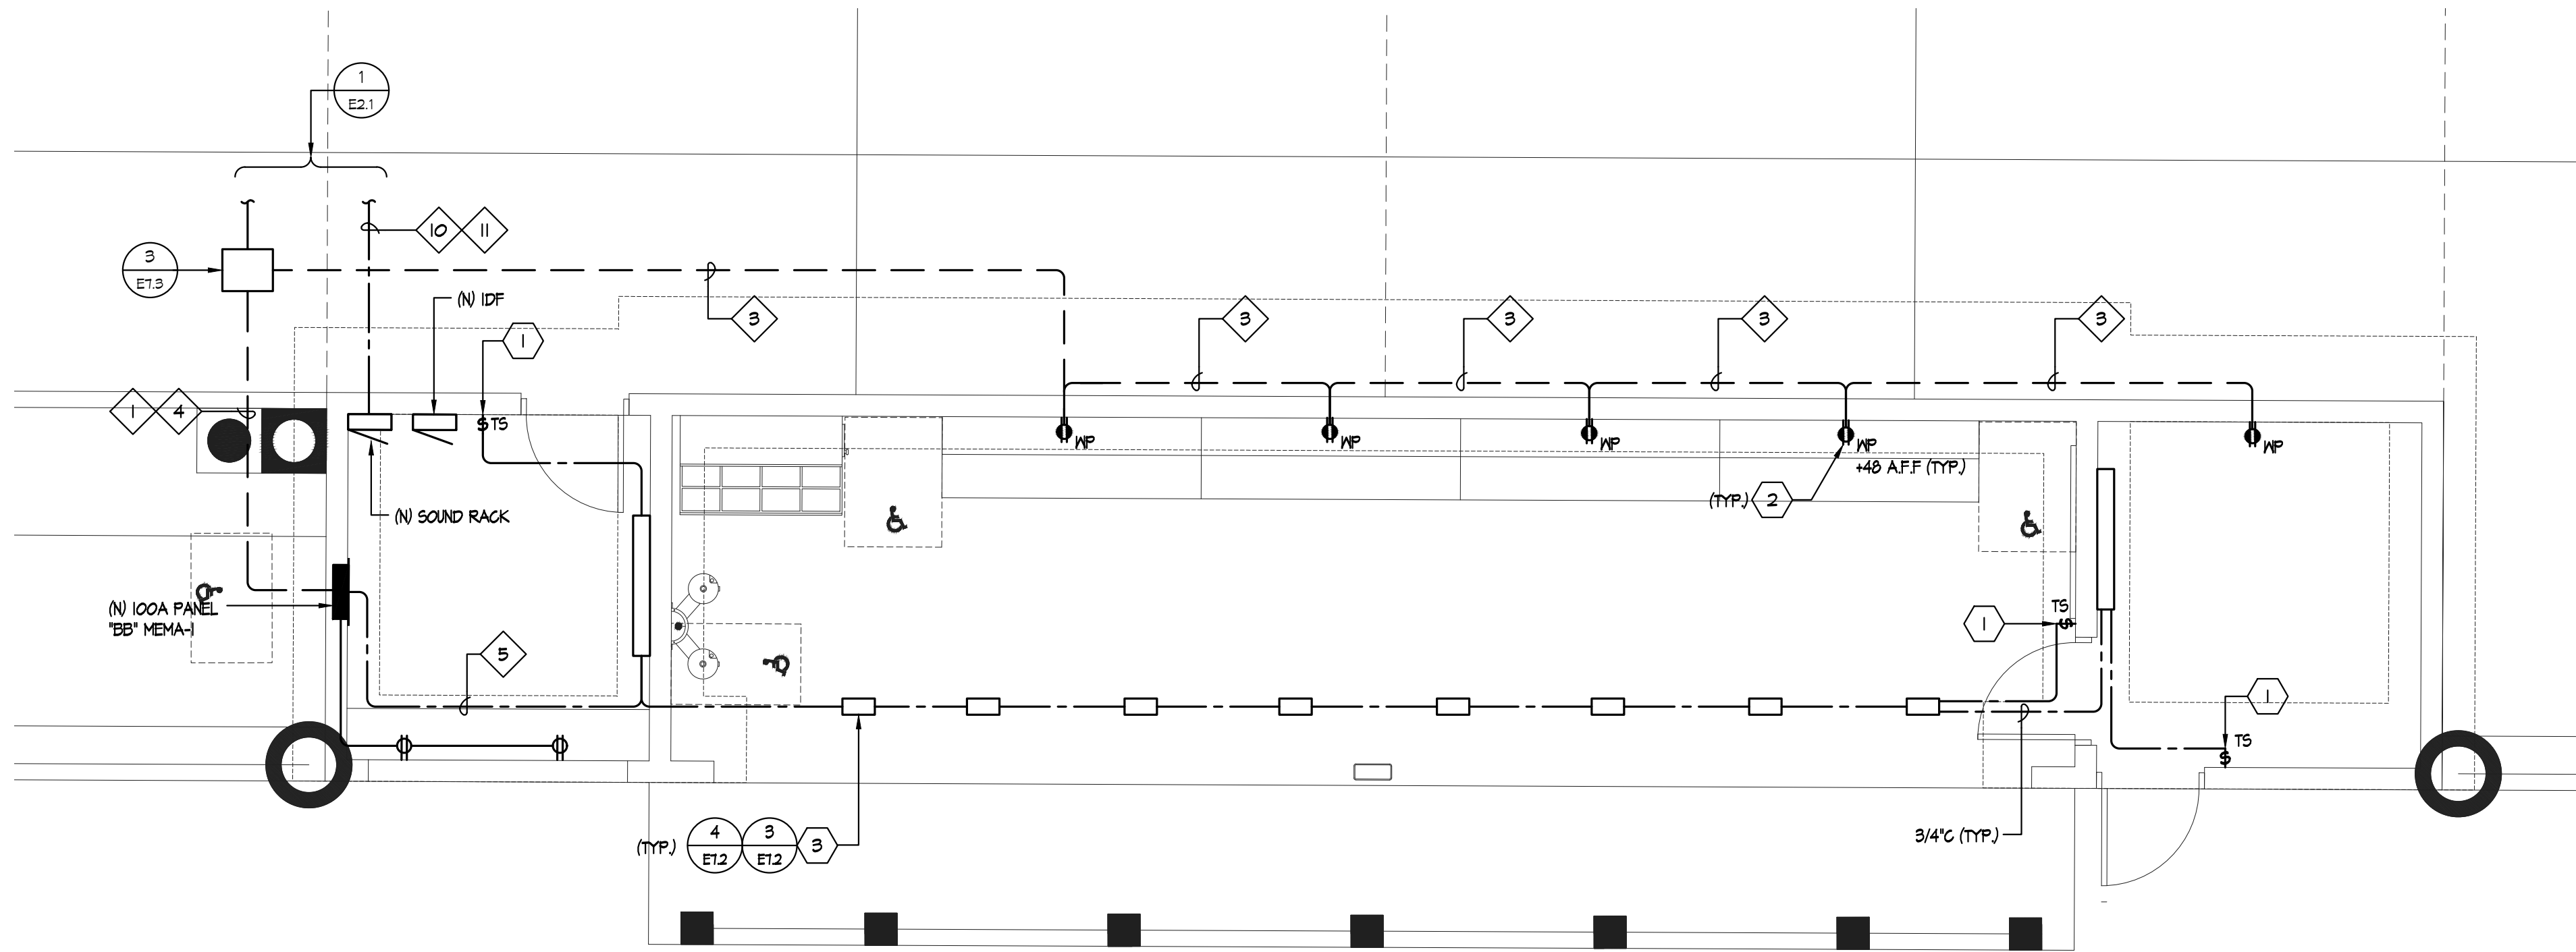 1
E2.1
10
11
3
E7.3
(N) IDF
1
3
3
3
3
3
1
4
$ TS
WP
WP
WP
WP
+48 A.F.F (TYP.)
WP
(TYP.)
2
(N) SOUND RACK
(N) 100A PANEL
"BB" MEMA-1
TS
1
$
5
1
TS
$
(TYP.)
4
E7.2
3
E7.2
3
3/4"C (TYP.)